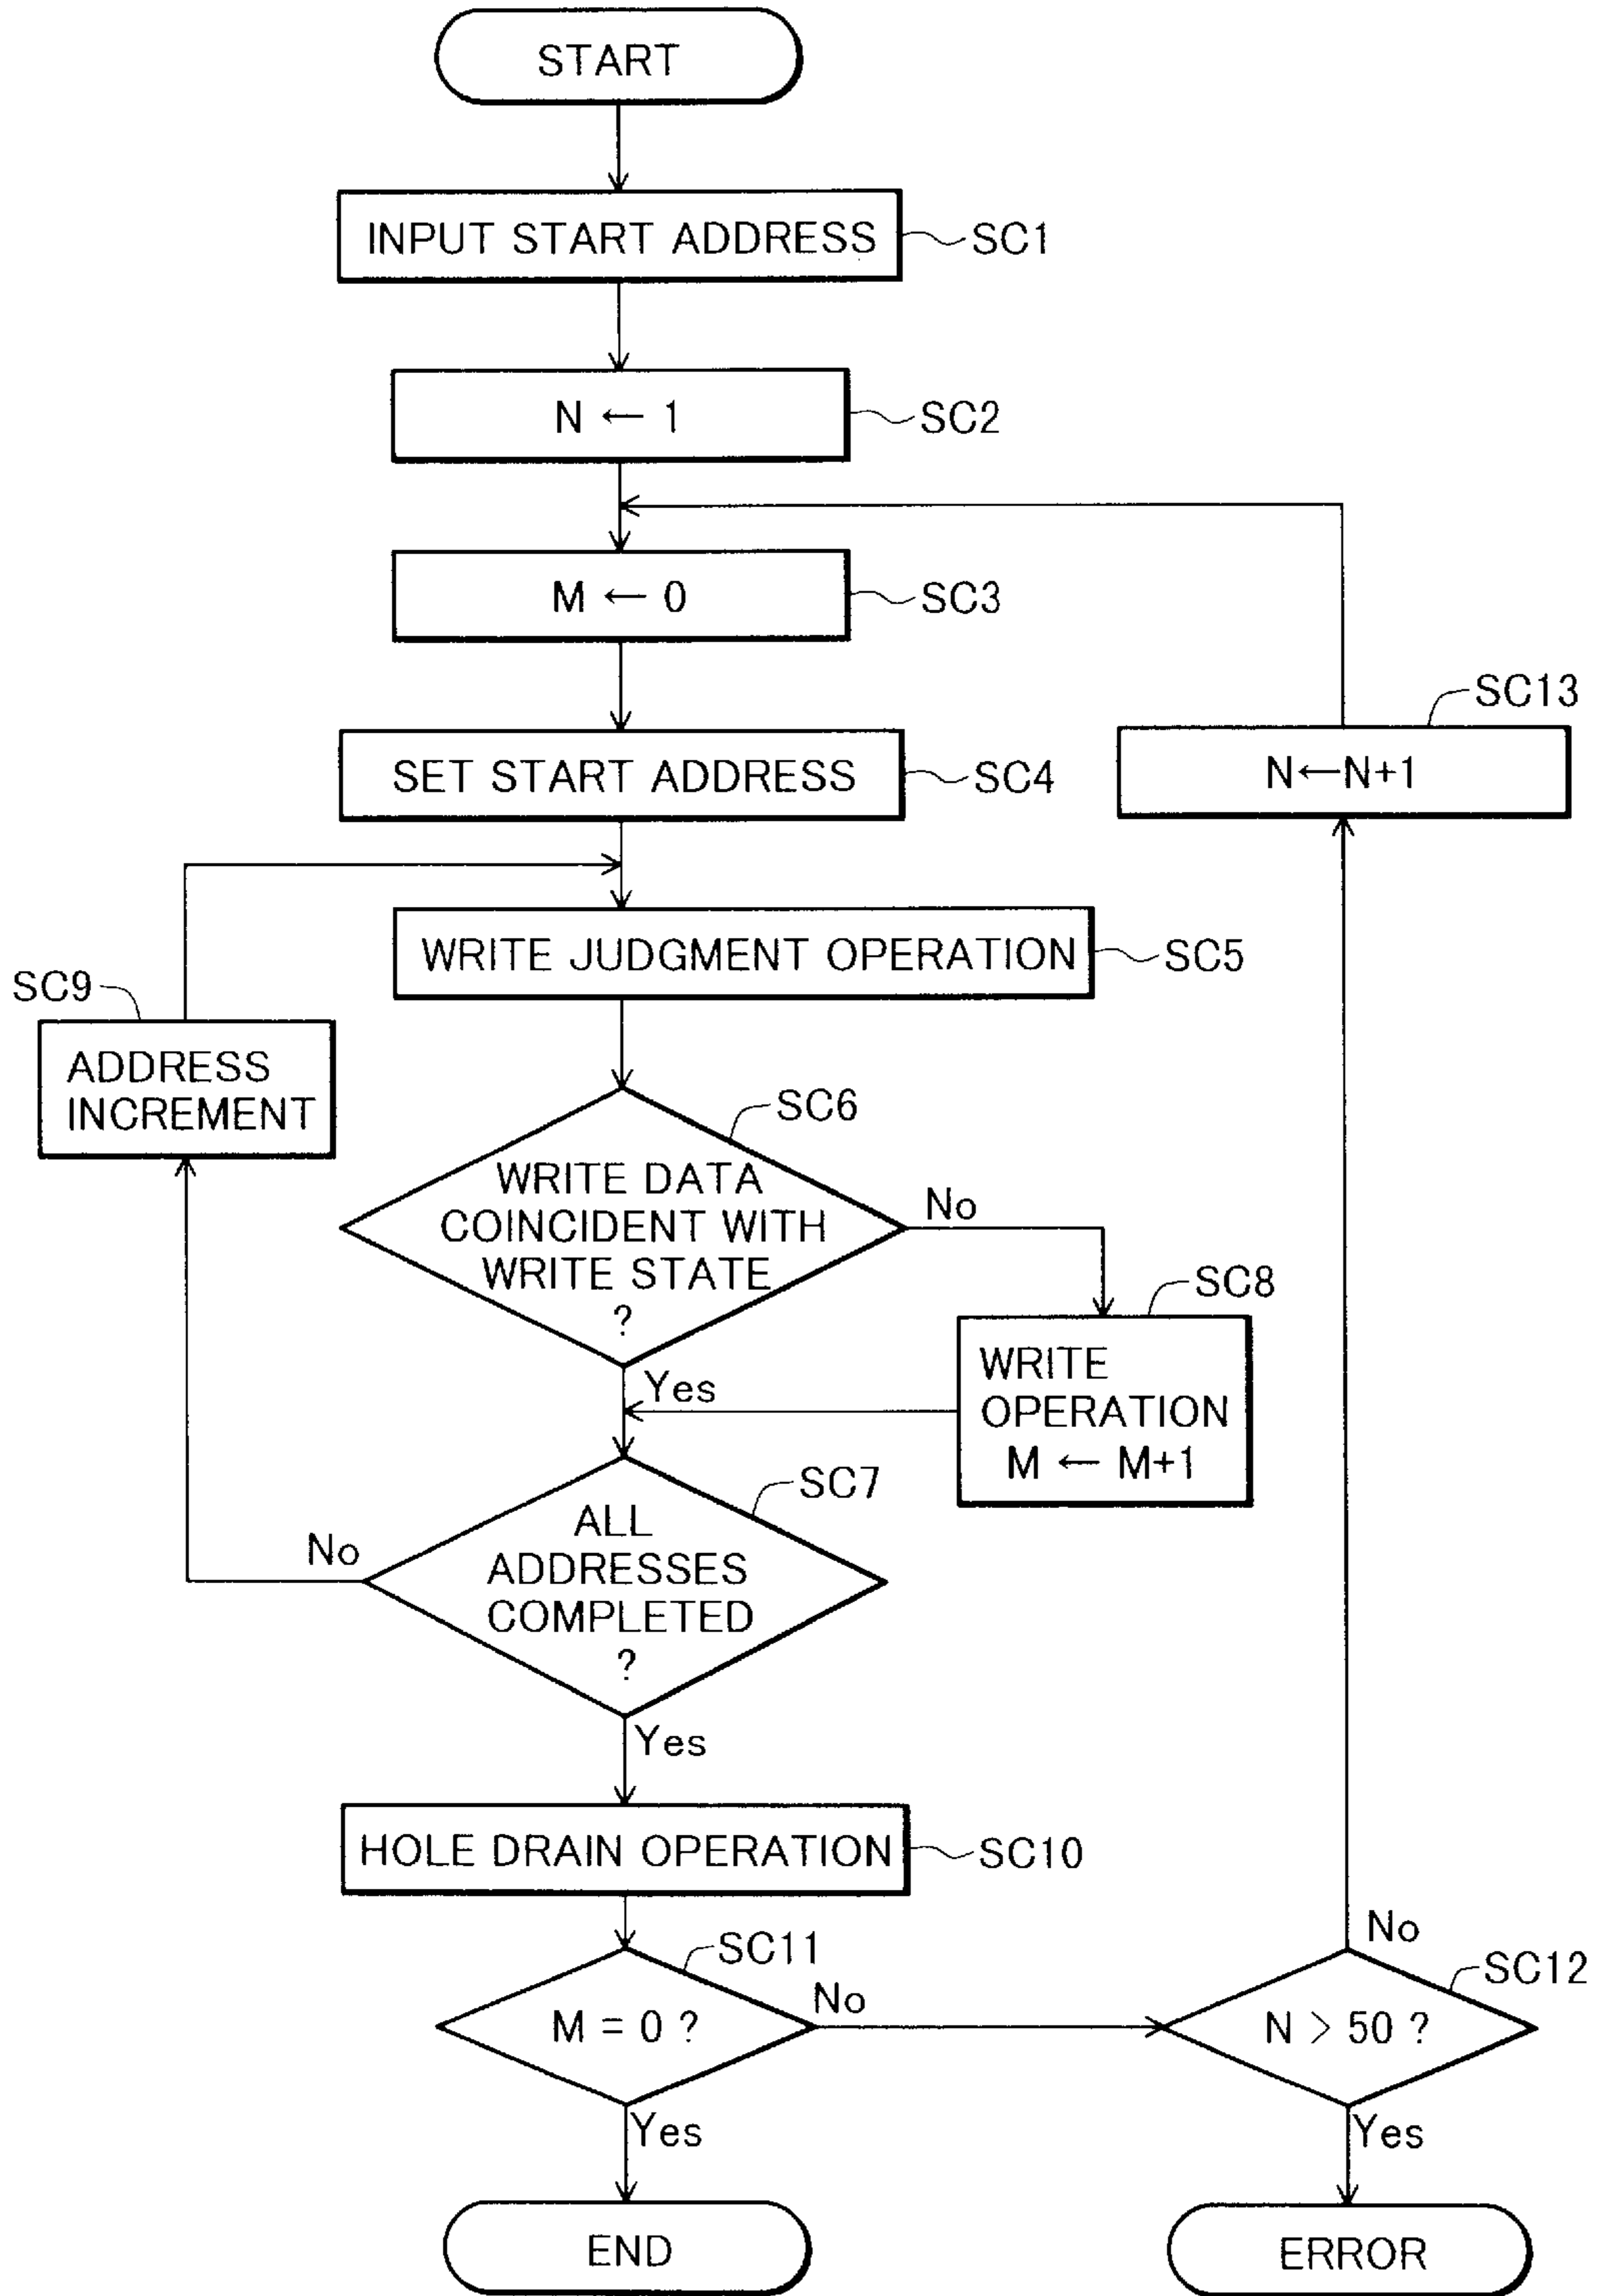 START
INPUT START ADDRESS
SC1
N ← 1
SC2
M ← 0
SC3
SC13
N←N+1
SET START ADDRESS
SC4
WRITE JUDGMENT OPERATION
SC5
SC9
ADDRESS
INCREMENT
SC6
WRITE DATA
COINCIDENT WITH
WRITE STATE
?
No
SC8
WRITE
OPERATION
M ← M+1
Yes
SC7
ALL
ADDRESSES
COMPLETED
?
No
Yes
HOLE DRAIN OPERATION
SC10
SC11
M = 0 ?
No
No
SC12
N > 50 ?
Yes
Yes
END
ERROR